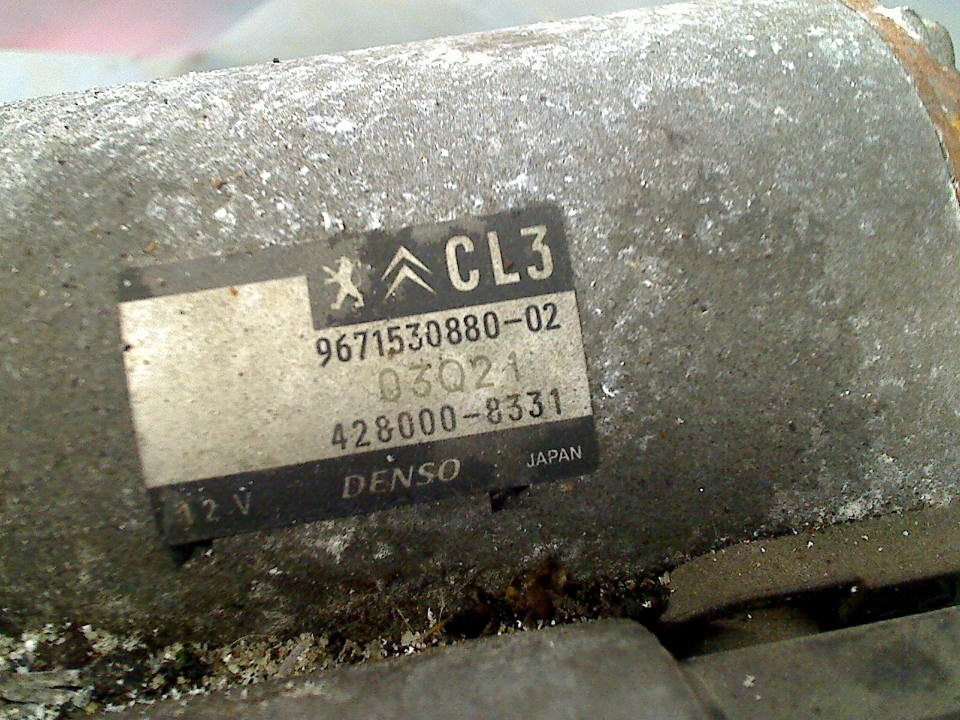 CL3
9671530880-02
03Q21
428000-8331
12V DENSO JAPAN